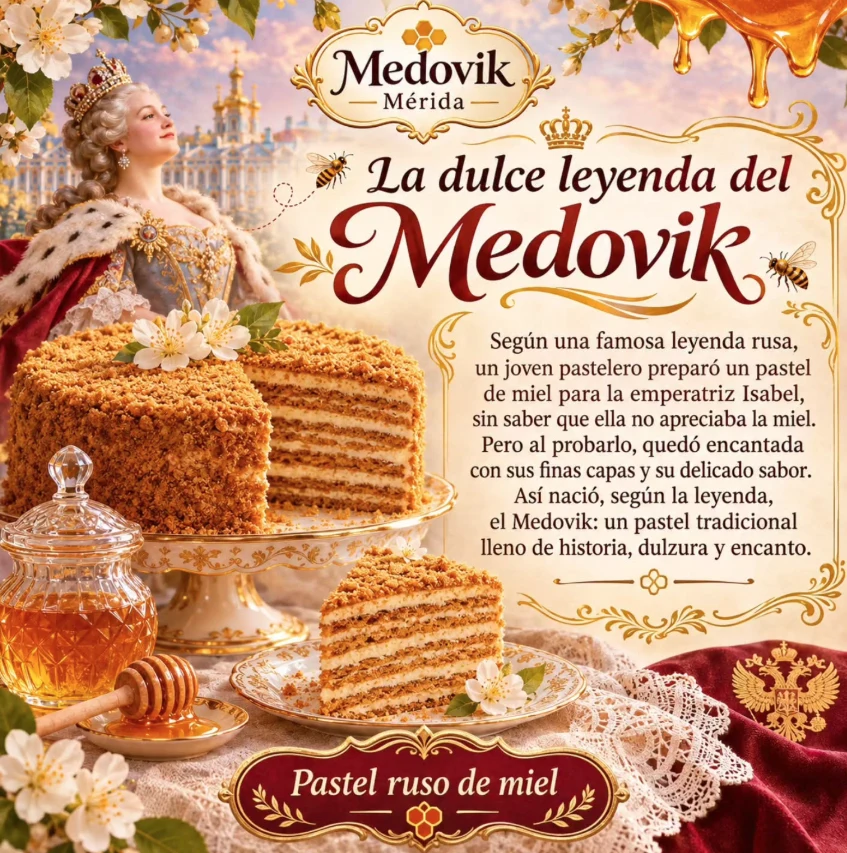 Medovik
Mérida
La dulce leyenda del
Medovik
Según una famosa leyenda rusa,
un joven pastelero preparó un pastel
de miel para la emperatriz Isabel,
sin saber que ella no apreciaba la miel.
Pero al probarlo, quedó encantada
con sus finas capas y su delicado sabor.
Así nació, según la leyenda,
el Medovik: un pastel tradicional
lleno de historia, dulzura y encanto.
Pastel ruso de miel